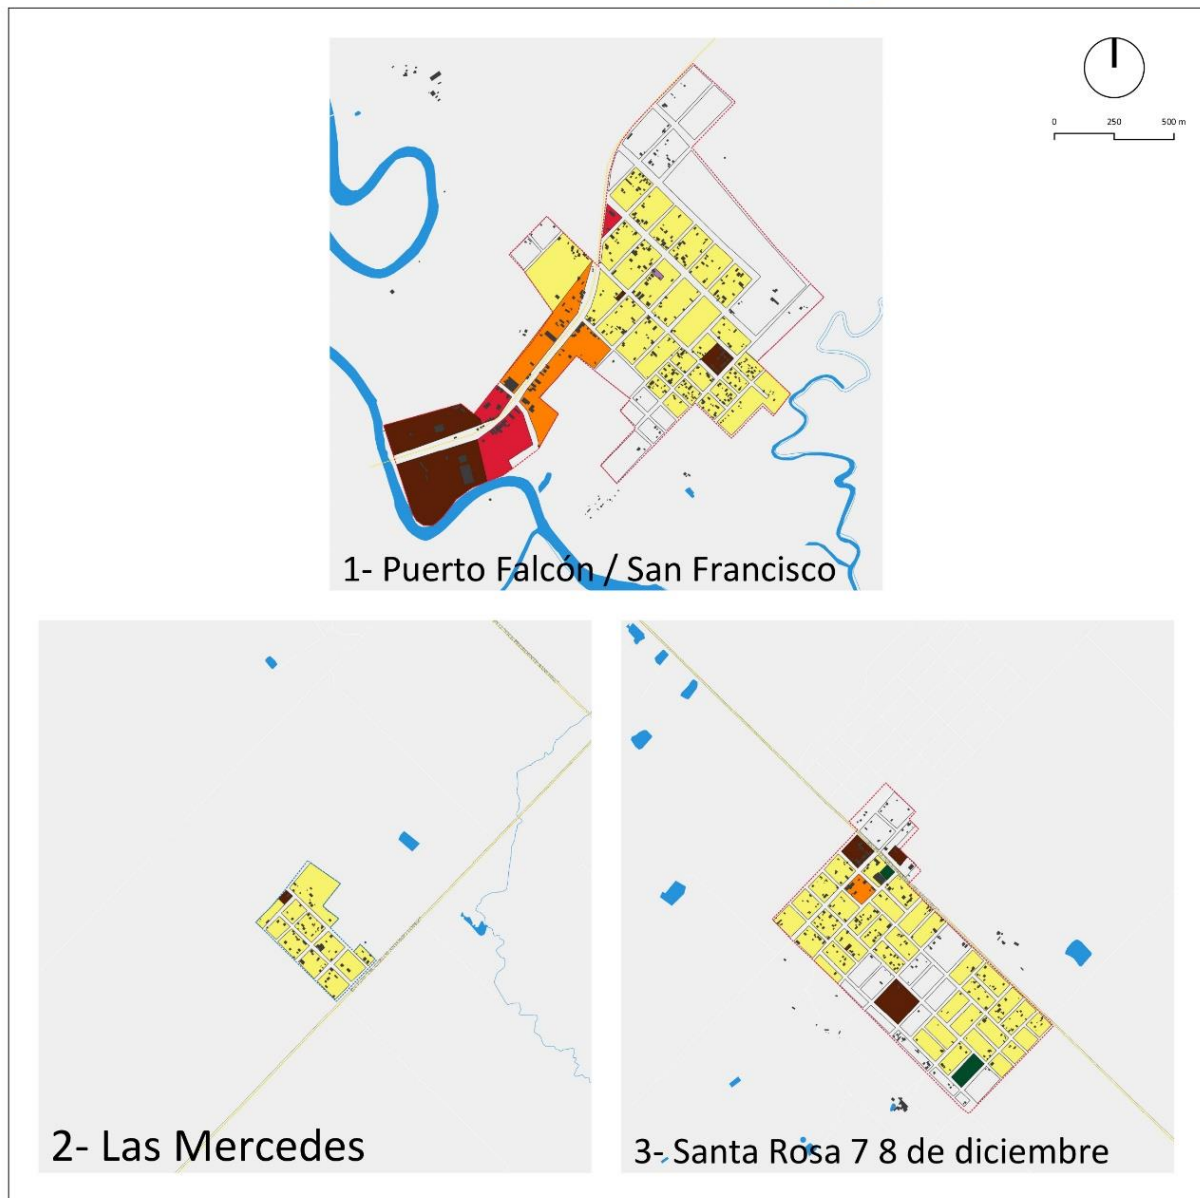 0 250 500 m
1- Puerto Falcón / San Francisco
2- Las Mercedes
3- Santa Rosa 7 8 de diciembre